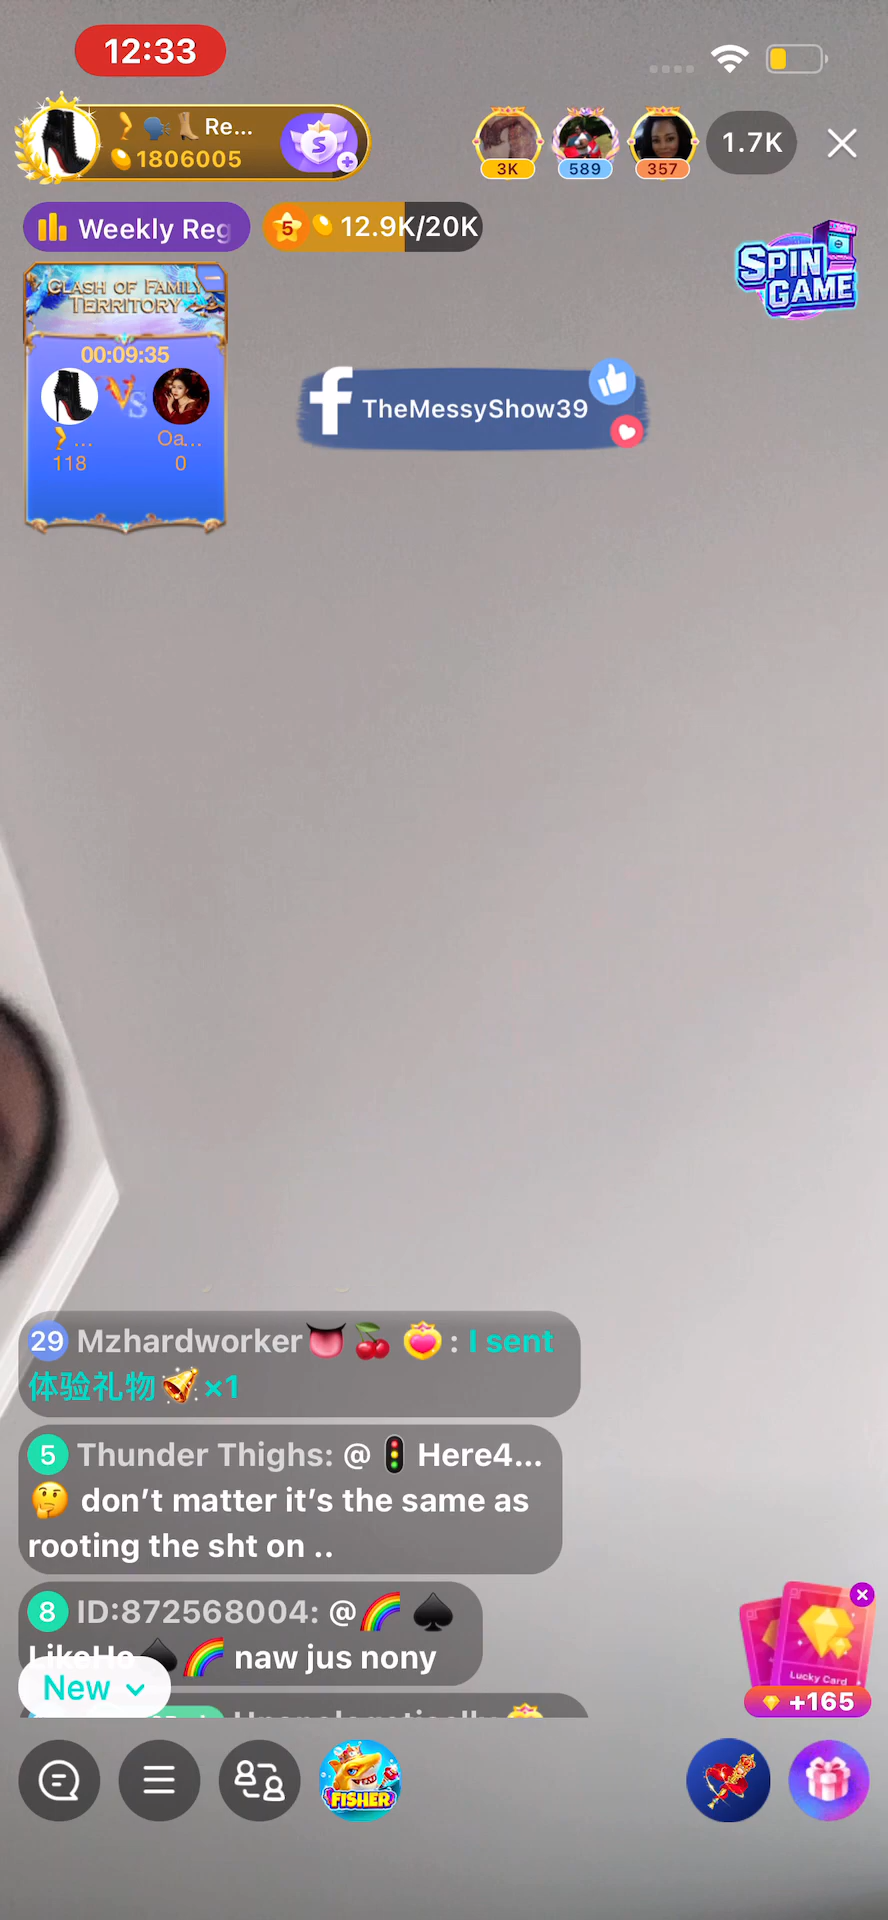 12:33
Re...
1806005
S
3K
589
357
1.7K
Weekly Reg
5 12.9K/20K
SPIN GAME
CLASH OF FAMILY
TERRITORY
00:09:35
VS
... Oa...
118 0
f TheMessyShow39
29 Mzhardworker👅🍒 : I sent
体验礼物 ×1
5 Thunder Thighs: @🚦Here4...
🤔 don't matter it's the same as
rooting the sht on ..
8 ID:872568004: @🌈♠️
LikeHo♠️🌈 naw jus nony
New
Lucky Card
+165
FISHER